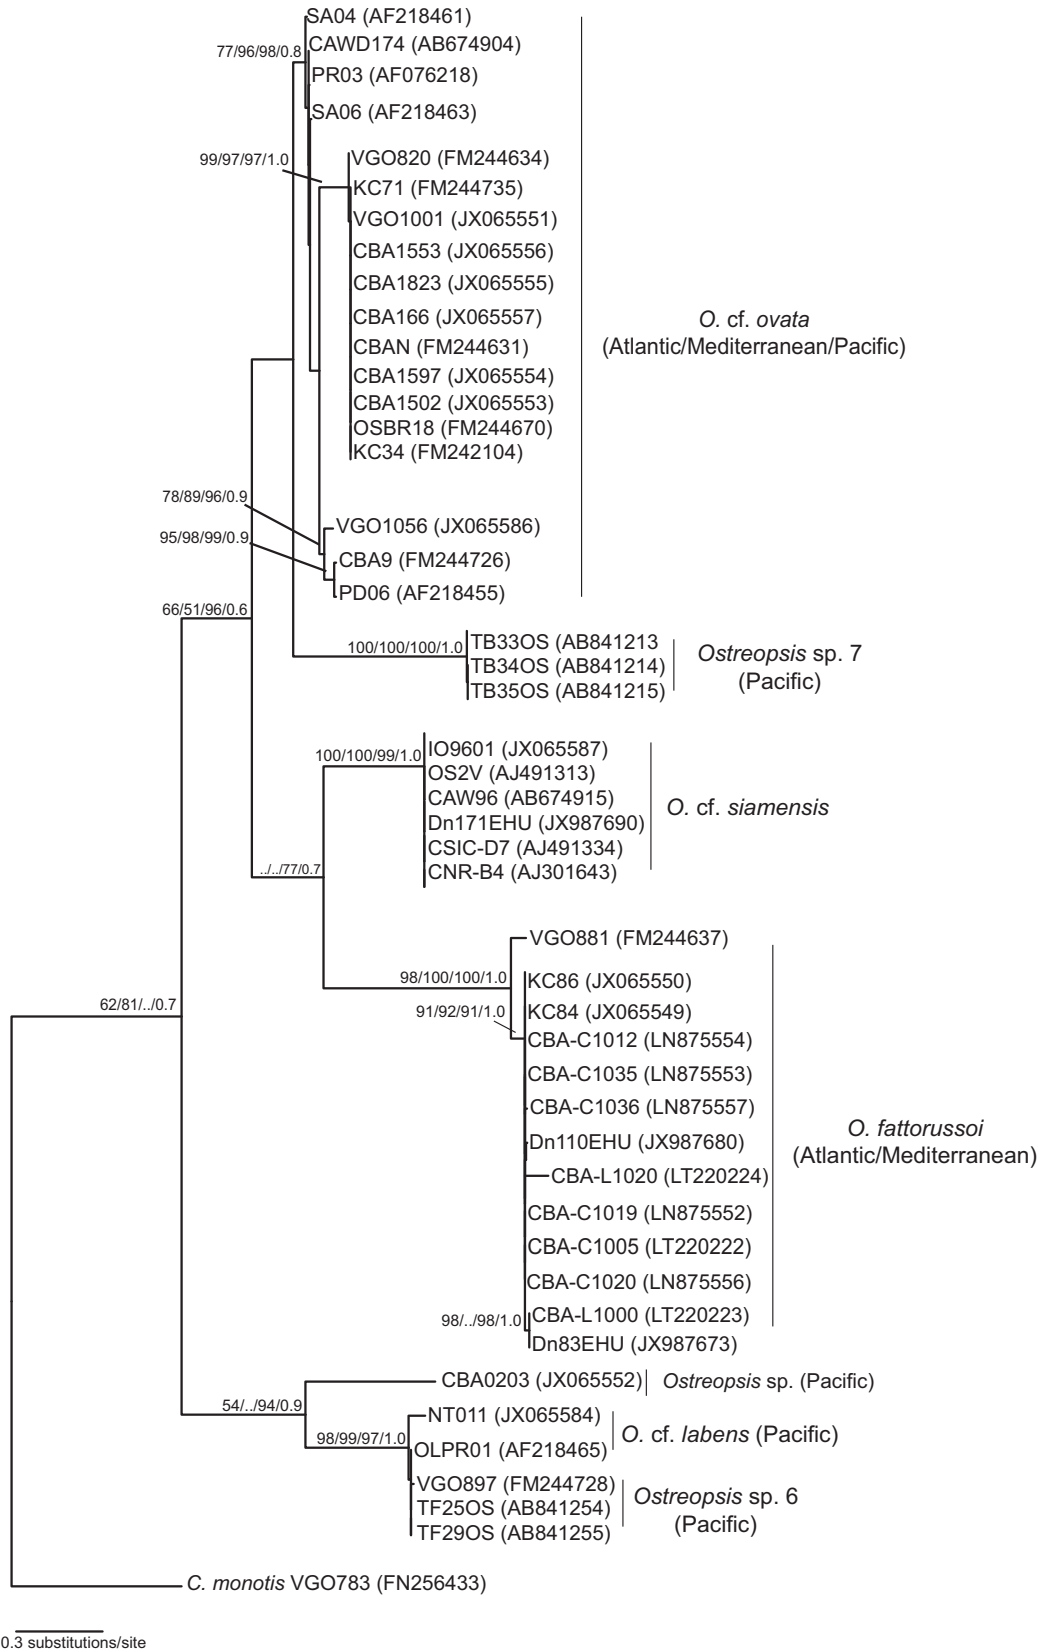 SA04 (AF218461)
CAWD174 (AB674904)
77/96/98/0.8
PR03 (AF076218)
SA06 (AF218463)
99/97/97/1.0
VGO820 (FM244634)
KC71 (FM244735)
VGO1001 (JX065551)
CBA1553 (JX065556)
CBA1823 (JX065555)
CBA166 (JX065557)
O. cf. ovata
(Atlantic/Mediterranean/Pacific)
CBAN (FM244631)
CBA1597 (JX065554)
CBA1502 (JX065553)
OSBR18 (FM244670)
KC34 (FM242104)
78/89/96/0.9
VGO1056 (JX065586)
95/98/99/0.9
CBA9 (FM244726)
PD06 (AF218455)
66/51/96/0.6
100/100/100/1.0
TB33OS (AB841213
TB34OS (AB841214)
TB35OS (AB841215)
Ostreopsis sp. 7
(Pacific)
100/100/99/1.0
IO9601 (JX065587)
OS2V (AJ491313)
CAW96 (AB674915)
Dn171EHU (JX987690)
CSIC-D7 (AJ491334)
CNR-B4 (AJ301643)
O. cf. siamensis
../../77/0.7
VGO881 (FM244637)
98/100/100/1.0
KC86 (JX065550)
91/92/91/1.0
KC84 (JX065549)
62/81/../0.7
CBA-C1012 (LN875554)
CBA-C1035 (LN875553)
CBA-C1036 (LN875557)
Dn110EHU (JX987680)
O. fattorussoi
(Atlantic/Mediterranean)
CBA-L1020 (LT220224)
CBA-C1019 (LN875552)
CBA-C1005 (LT220222)
CBA-C1020 (LN875556)
98/../98/1.0
CBA-L1000 (LT220223)
Dn83EHU (JX987673)
CBA0203 (JX065552)
Ostreopsis sp. (Pacific)
54/../94/0.9
NT011 (JX065584)
98/99/97/1.0
OLPR01 (AF218465)
O. cf. labens (Pacific)
VGO897 (FM244728)
TF25OS (AB841254)
TF29OS (AB841255)
Ostreopsis sp. 6
(Pacific)
C. monotis VGO783 (FN256433)
0.3 substitutions/site